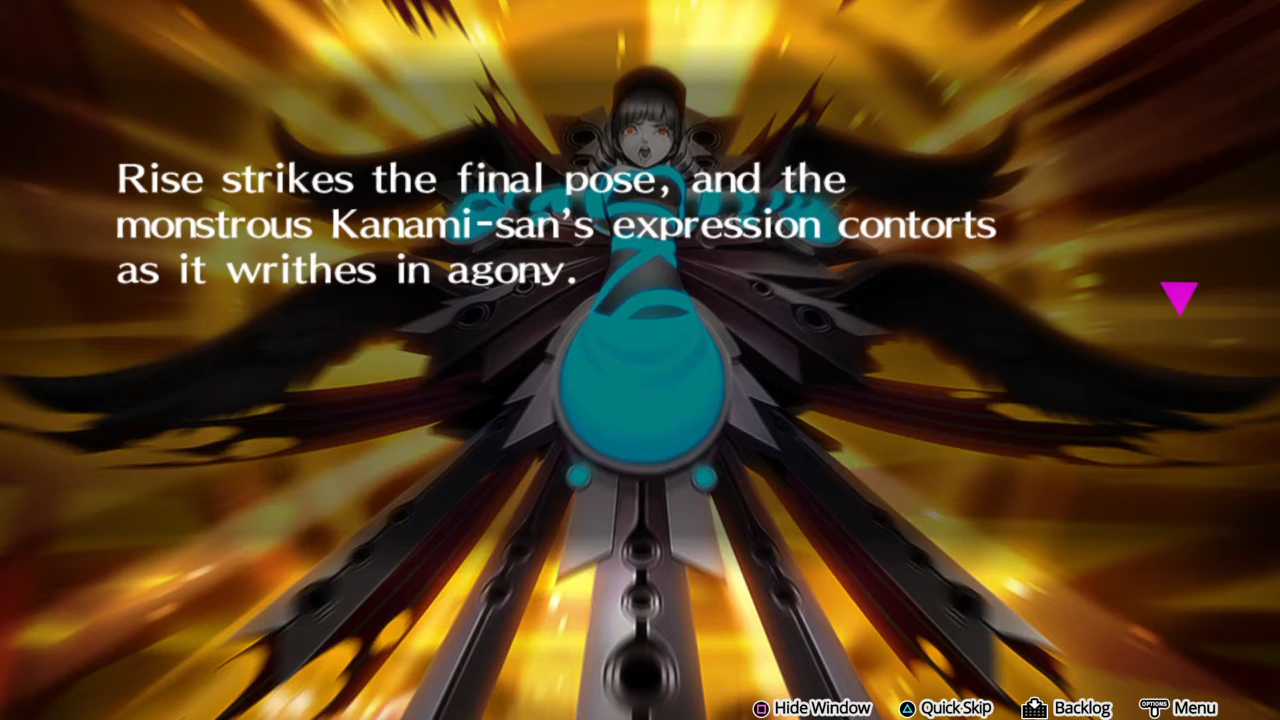 Rise strikes the final pose, and the
monstrous Kanami-san's expression contorts
as it writhes in agony.
Hide Window Quick Skip Backlog OPTIONS Menu